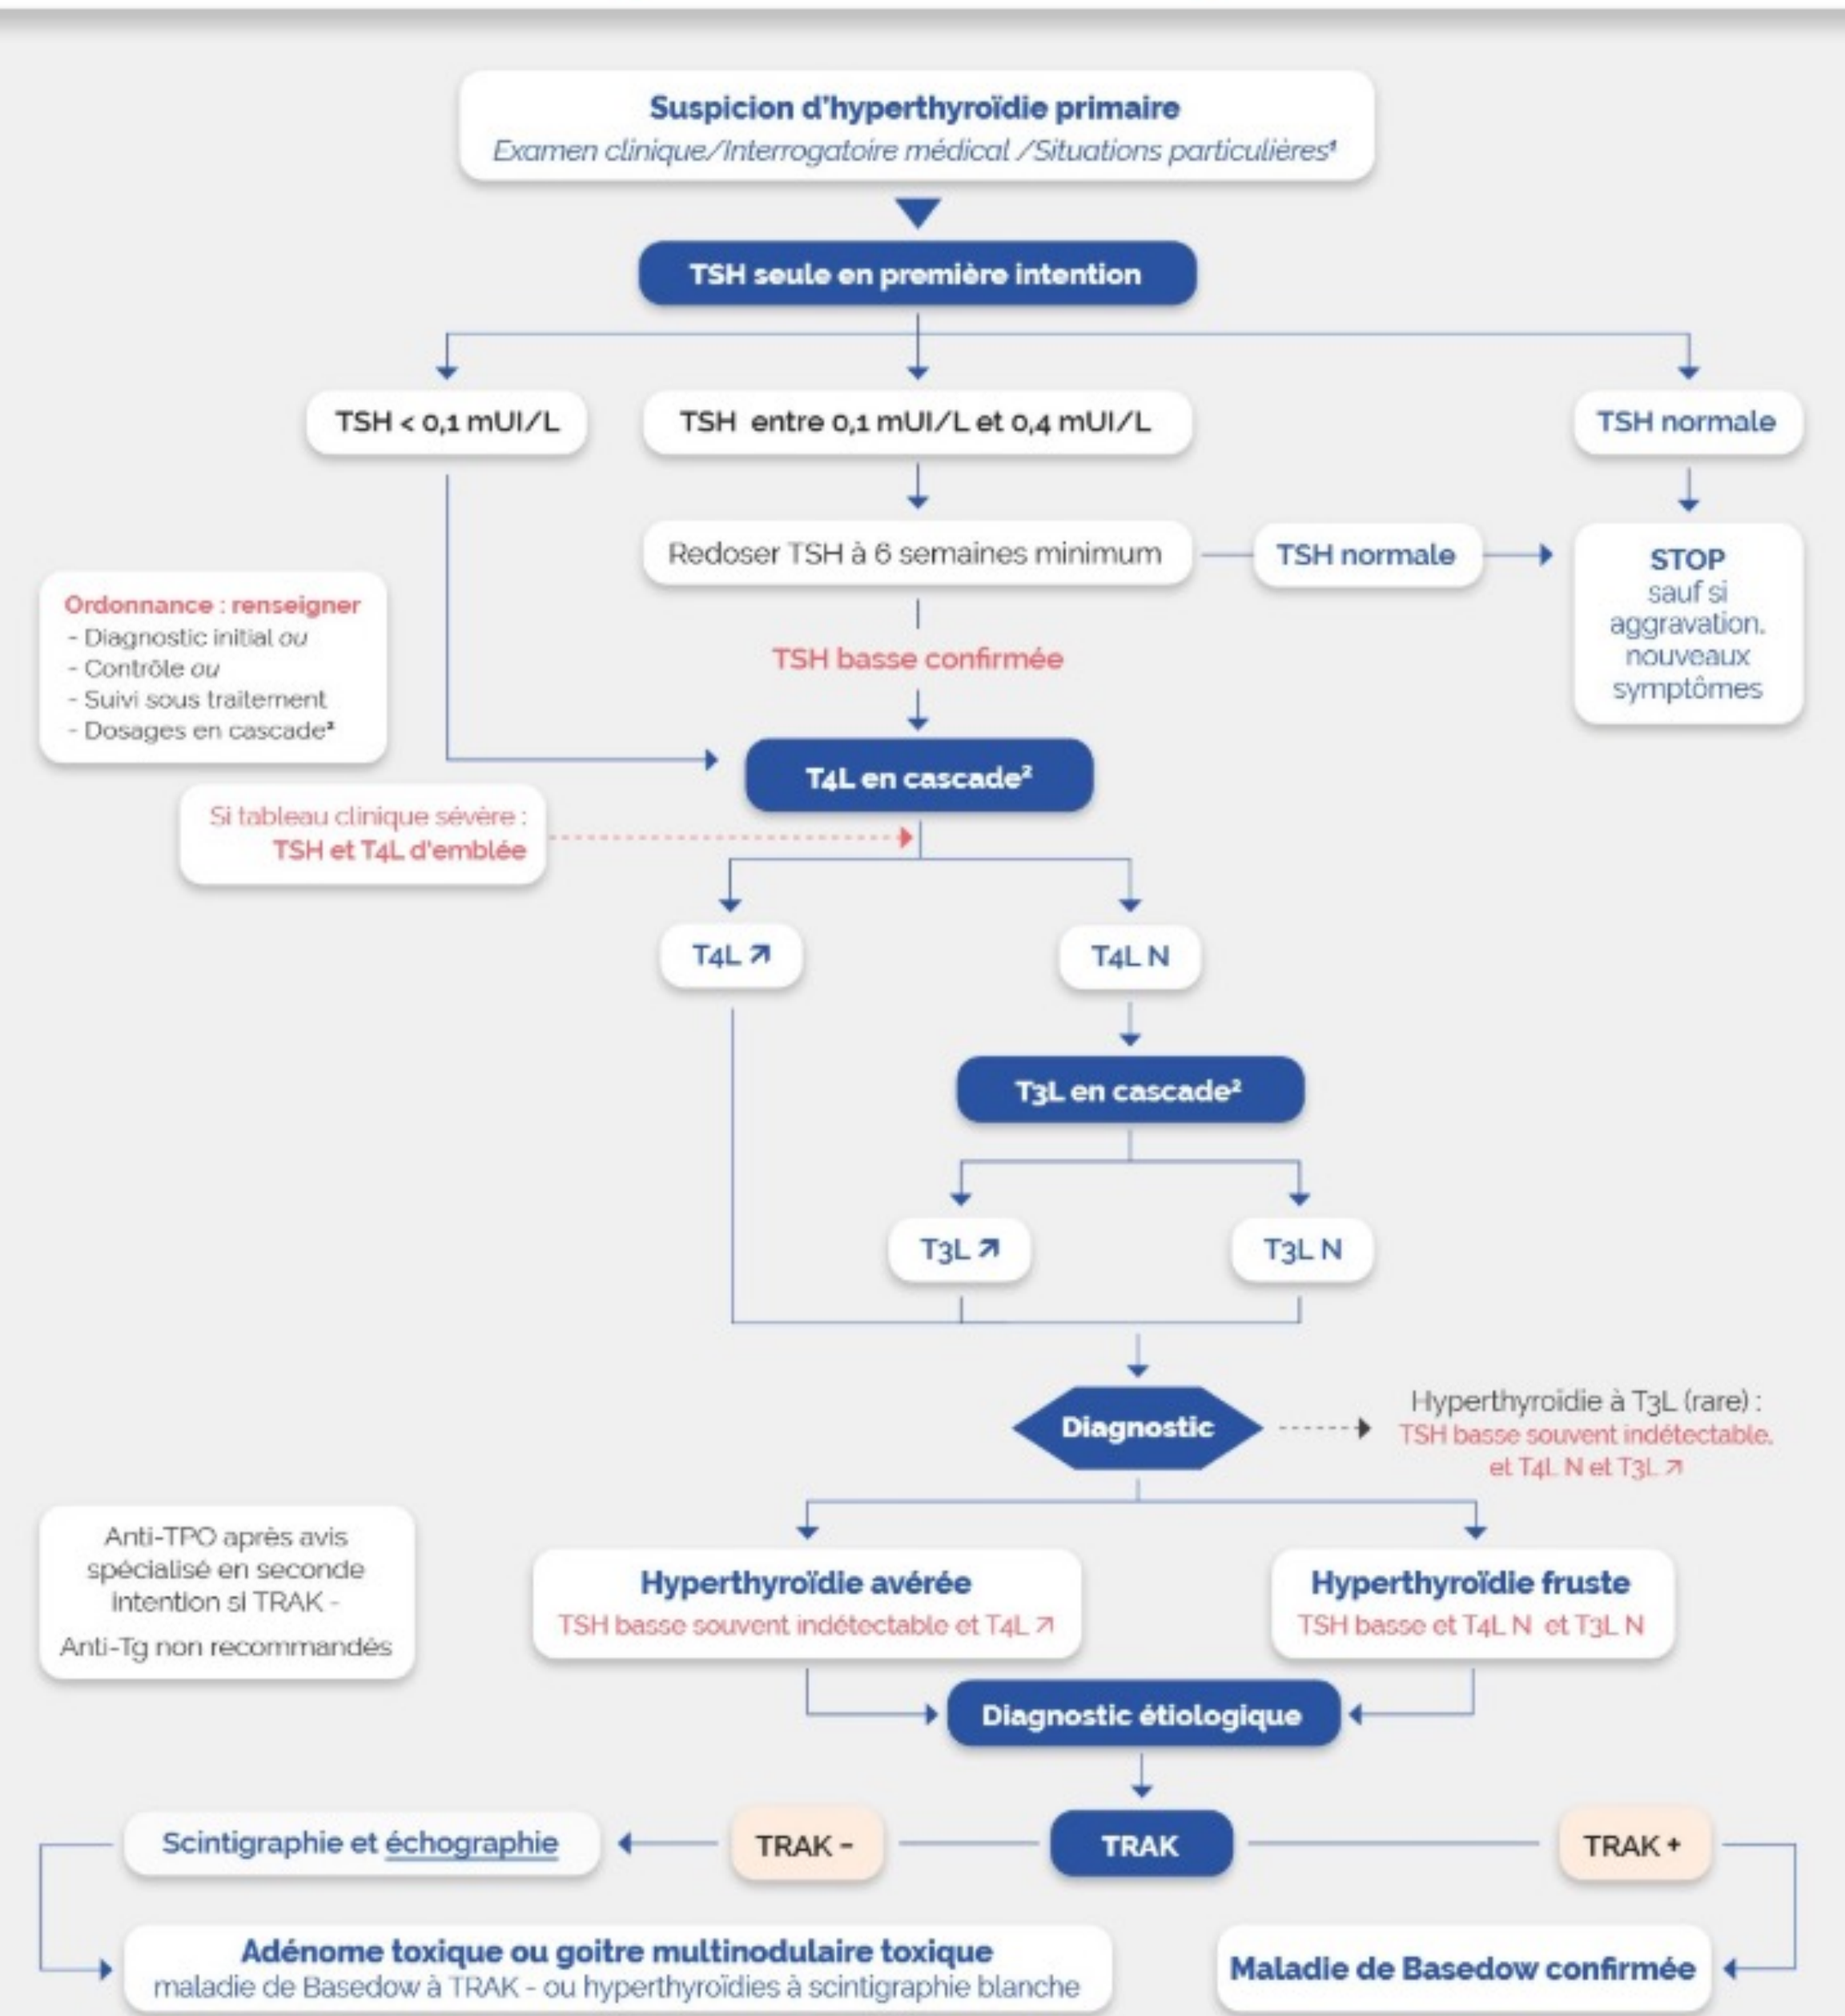 Suspicion d'hyperthyroïdie primaire
Examen clinique/Interrogatoire médical /Situations particulières¹
TSH seule en première intention
TSH < 0,1 mUI/L
TSH entre 0,1 mUI/L et 0,4 mUI/L
TSH normale
Redoser TSH à 6 semaines minimum
TSH normale
STOP
sauf si
aggravation,
nouveaux
symptômes
Ordonnance : renseigner
- Diagnostic initial ou
- Contrôle ou
- Suivi sous traitement
- Dosages en cascade²
TSH basse confirmée
T4L en cascade²
Si tableau clinique sévère :
TSH et T4L d'emblée
T4L ↗
T4L N
T3L en cascade²
T3L ↗
T3L N
Diagnostic
Hyperthyroïdie à T3L (rare) :
TSH basse souvent indétectable,
et T4L N et T3L ↗
Anti-TPO après avis
spécialisé en seconde
intention si TRAK -
Anti-Tg non recommandés
Hyperthyroïdie avérée
TSH basse souvent indétectable et T4L ↗
Hyperthyroïdie fruste
TSH basse et T4L N et T3L N
Diagnostic étiologique
Scintigraphie et échographie
TRAK -
TRAK
TRAK +
Adénome toxique ou goitre multinodulaire toxique
maladie de Basedow à TRAK - ou hyperthyroïdies à scintigraphie blanche
Maladie de Basedow confirmée